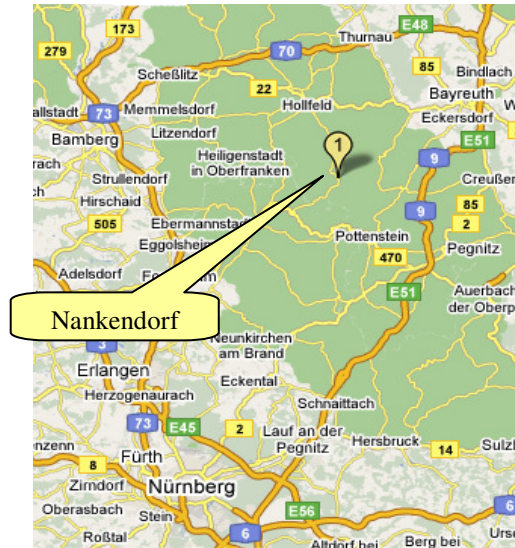 173
E48
Thurnau
279
70
85
Scheßlitz
Bindlach
22
Bayreuth
Hollfeld
allstadt
73
Memmelsdorf
Eckersdorf
Litzendorf
E51
Bamberg
1
9
Heiligenstadt
in Oberfranken
rach
Strullendorf
Creußen
Hirschaid
85
9
2
505
Ebermannstadt
Pottenstein
Eggolsheim
Pegnitz
470
Adelsdorf
E51
Auerbach
der Oberp
Nankendorf
Neunkirchen
am Brand
3
Erlangen
Eckental
Herzogenaurach
Schnaittach
73
E45
2
Lauf an der
Pegnitz
Hersbruck
14
Sulz
enzenn
8
Fürth
Zirndorf
Nürnberg
Oberasbach
Stein
E56
6
Roßtal
6
Altdorf bei
Berg bei
Urse